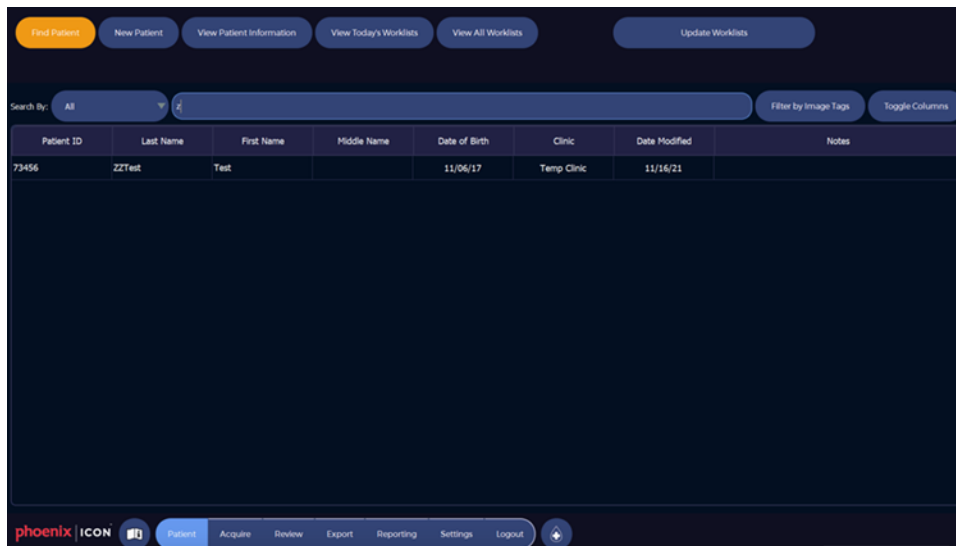 Find Patient New Patient View Patient Information View Today's Worklists View All Worklists Update Worklists
Search By: All z Filter by Image Tags Toggle Columns
Patient ID Last Name First Name Middle Name Date of Birth Clinic Date Modified Notes
73456 ZZTest Test 11/06/17 Temp Clinic 11/16/21
phoenix | ICON Patient Acquire Review Export Reporting Settings Logout